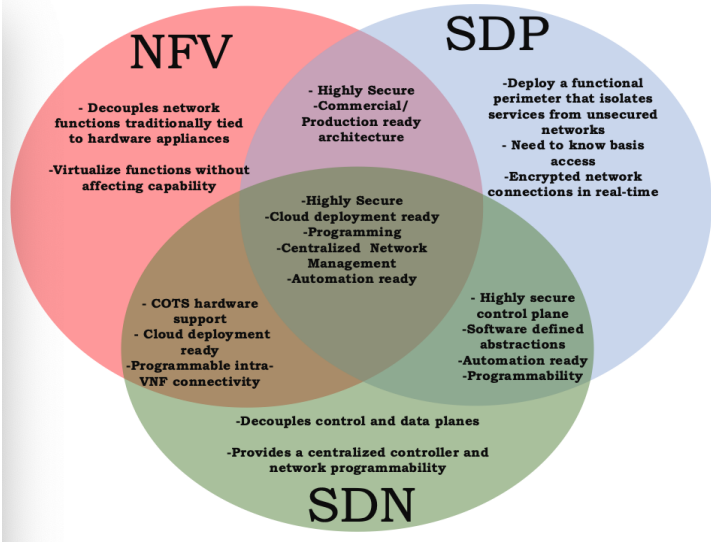 NFV
- Decouples network
functions traditionally tied
to hardware appliances
-Virtualize functions without
affecting capability
- Highly Secure
-Commercial/
Production ready
architecture
SDP
-Deploy a functional
perimeter that isolates
services from unsecured
networks
- Need to know basis
access
-Encrypted network
connections in real-time
-Highly Secure
-Cloud deployment ready
-Programming
-Centralized Network
Management
-Automation ready
- COTS hardware
support
- Cloud deployment
ready
-Programmable intra-
VNF connectivity
- Highly secure
control plane
-Software defined
abstractions
-Automation ready
-Programmability
-Decouples control and data planes
-Provides a centralized controller and
network programmability
SDN